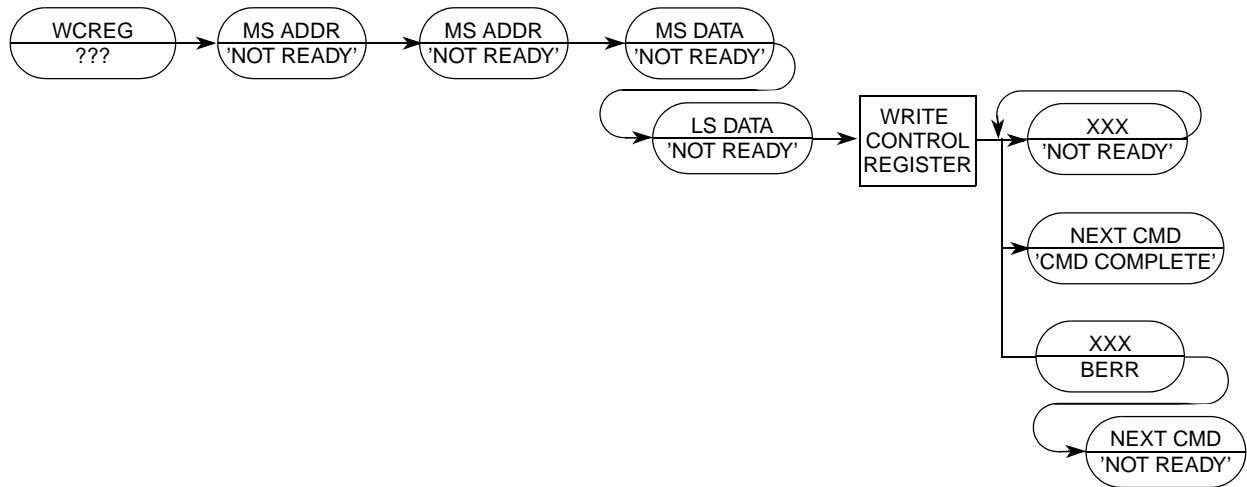 WCREG
???
MS ADDR
'NOT READY'
MS ADDR
'NOT READY'
MS DATA
'NOT READY'
LS DATA
'NOT READY'
WRITE
CONTROL
REGISTER
XXX
'NOT READY'
NEXT CMD
'CMD COMPLETE'
XXX
BERR
NEXT CMD
'NOT READY'